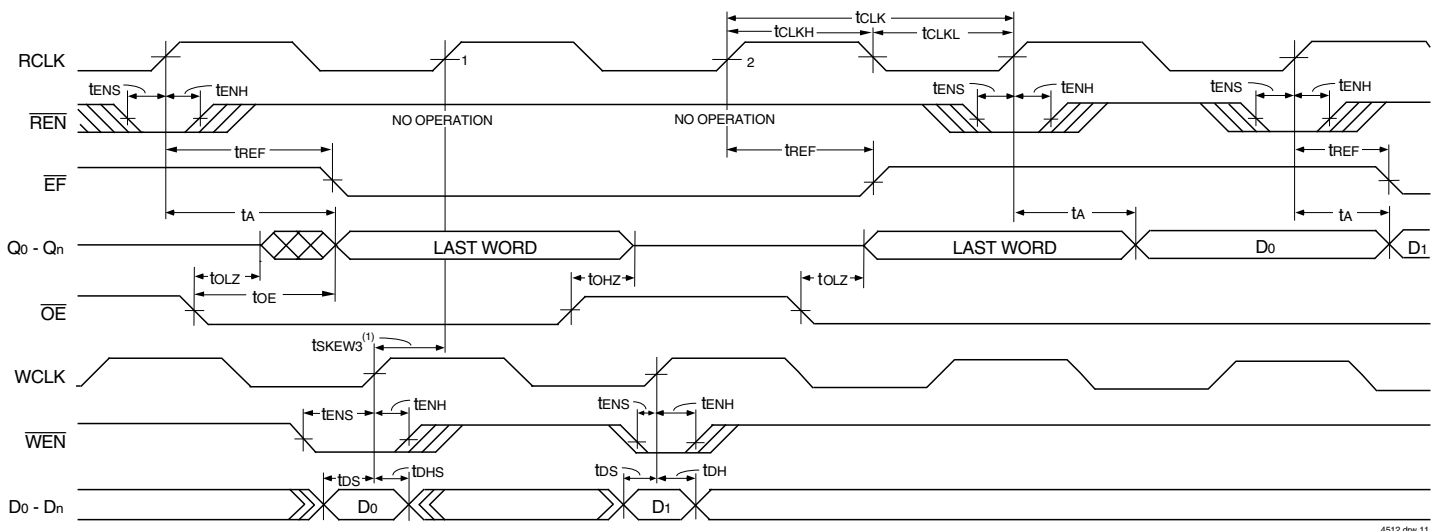 tCLK
tCLKH tCLKL
RCLK 1 2
tENS tENH tENS tENH tENS tENH
REN
NO OPERATION NO OPERATION
tREF tREF tREF
EF
tA tA tA
Q0 - Qn LAST WORD LAST WORD D0 D1
tOLZ tOHZ tOLZ
tOE
OE
tSKEW3(1)
WCLK
tENS tENH tENS tENH
WEN
tDS tDHS tDS tDH
D0 - Dn D0 D1
4512 drw 11